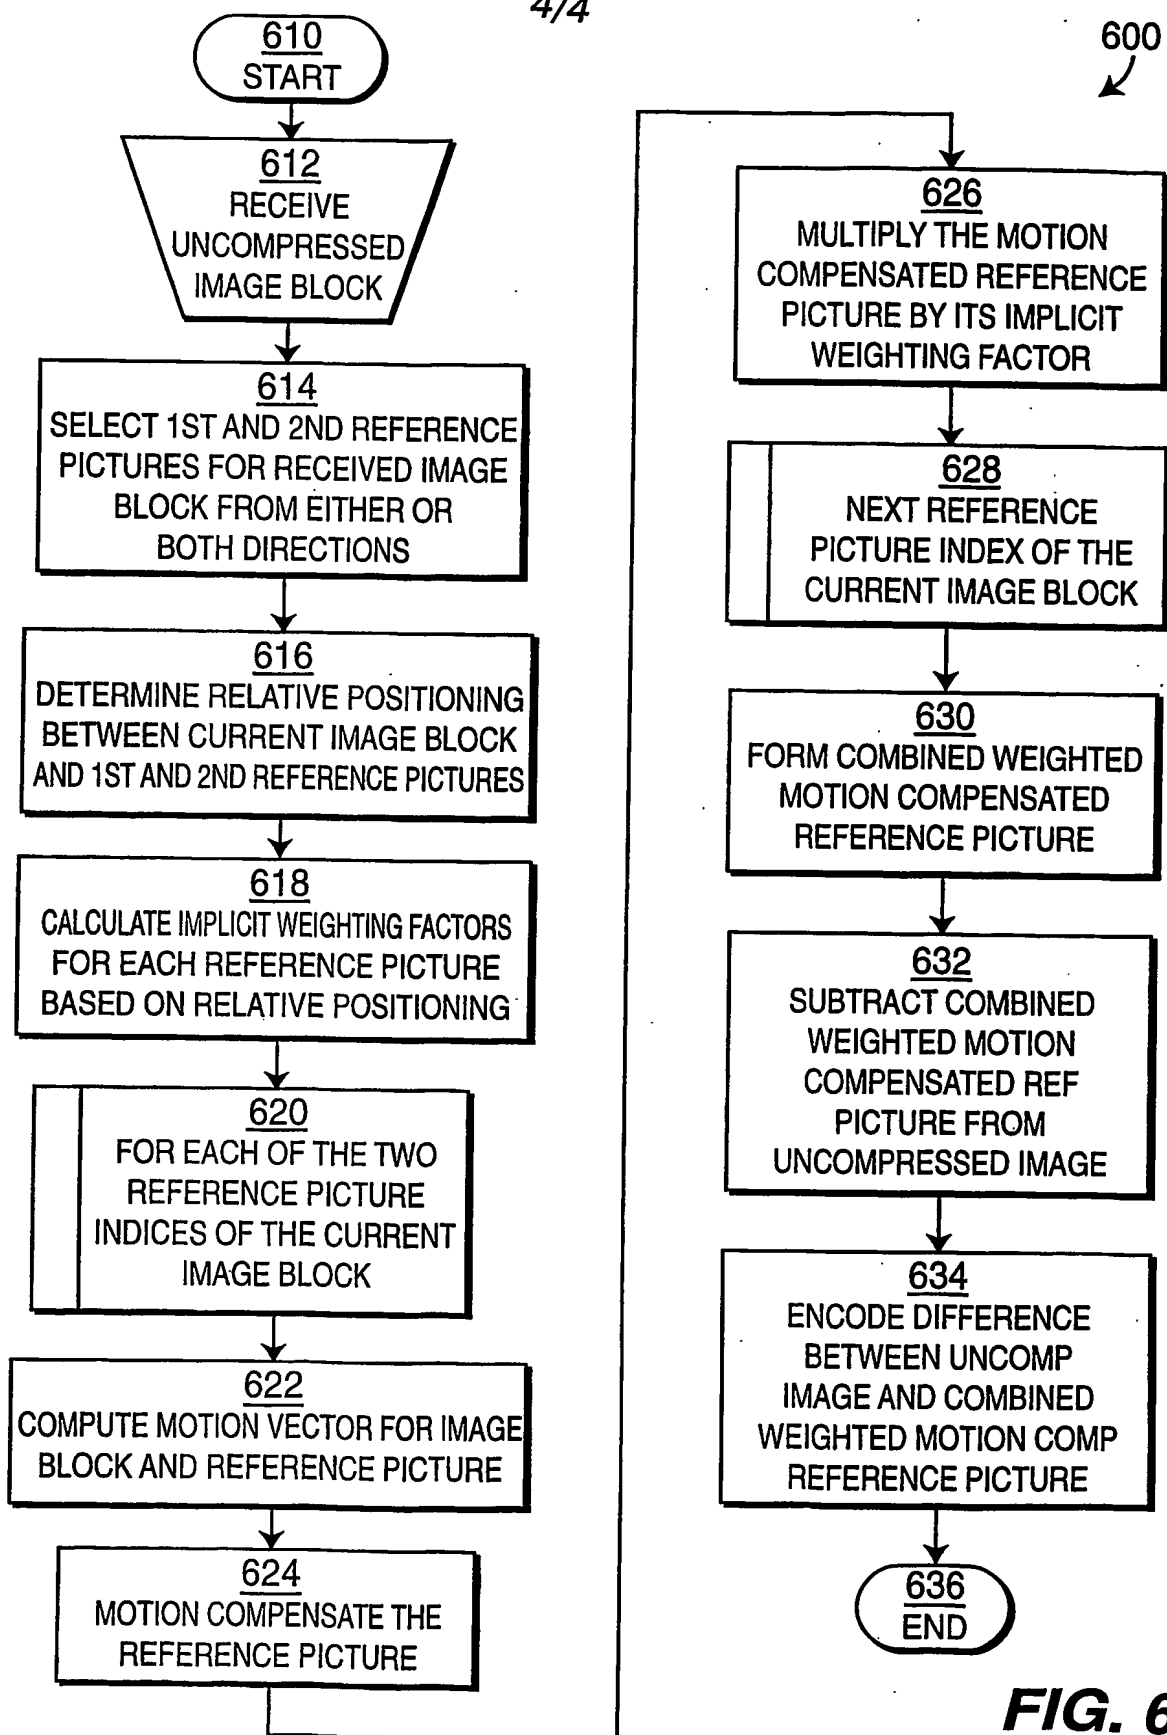 4/4
600
610
START
612
RECEIVE
UNCOMPRESSED
IMAGE BLOCK
614
SELECT 1ST AND 2ND REFERENCE
PICTURES FOR RECEIVED IMAGE
BLOCK FROM EITHER OR
BOTH DIRECTIONS
616
DETERMINE RELATIVE POSITIONING
BETWEEN CURRENT IMAGE BLOCK
AND 1ST AND 2ND REFERENCE PICTURES
618
CALCULATE IMPLICIT WEIGHTING FACTORS
FOR EACH REFERENCE PICTURE
BASED ON RELATIVE POSITIONING
620
FOR EACH OF THE TWO
REFERENCE PICTURE
INDICES OF THE CURRENT
IMAGE BLOCK
622
COMPUTE MOTION VECTOR FOR IMAGE
BLOCK AND REFERENCE PICTURE
624
MOTION COMPENSATE THE
REFERENCE PICTURE
626
MULTIPLY THE MOTION
COMPENSATED REFERENCE
PICTURE BY ITS IMPLICIT
WEIGHTING FACTOR
628
NEXT REFERENCE
PICTURE INDEX OF THE
CURRENT IMAGE BLOCK
630
FORM COMBINED WEIGHTED
MOTION COMPENSATED
REFERENCE PICTURE
632
SUBTRACT COMBINED
WEIGHTED MOTION
COMPENSATED REF
PICTURE FROM
UNCOMPRESSED IMAGE
634
ENCODE DIFFERENCE
BETWEEN UNCOMP
IMAGE AND COMBINED
WEIGHTED MOTION COMP
REFERENCE PICTURE
636
END
FIG. 6